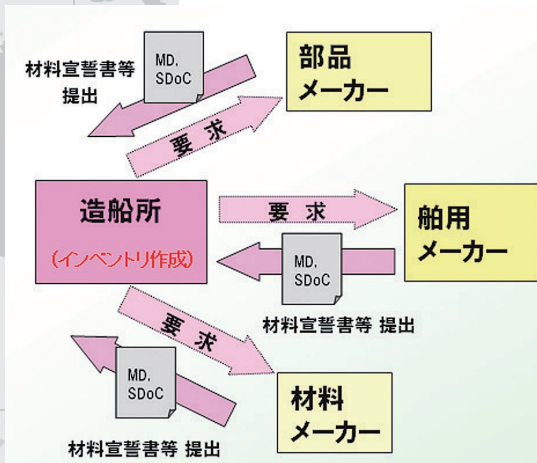 材料宣誓書等
提出
MD,
SDoC
部品
メーカー
要求
造船所
(インベントリ作成)
要求
舶用
メーカー
MD,
SDoC
材料宣誓書等 提出
要求
MD,
SDoC
材料宣誓書等 提出
材料
メーカー